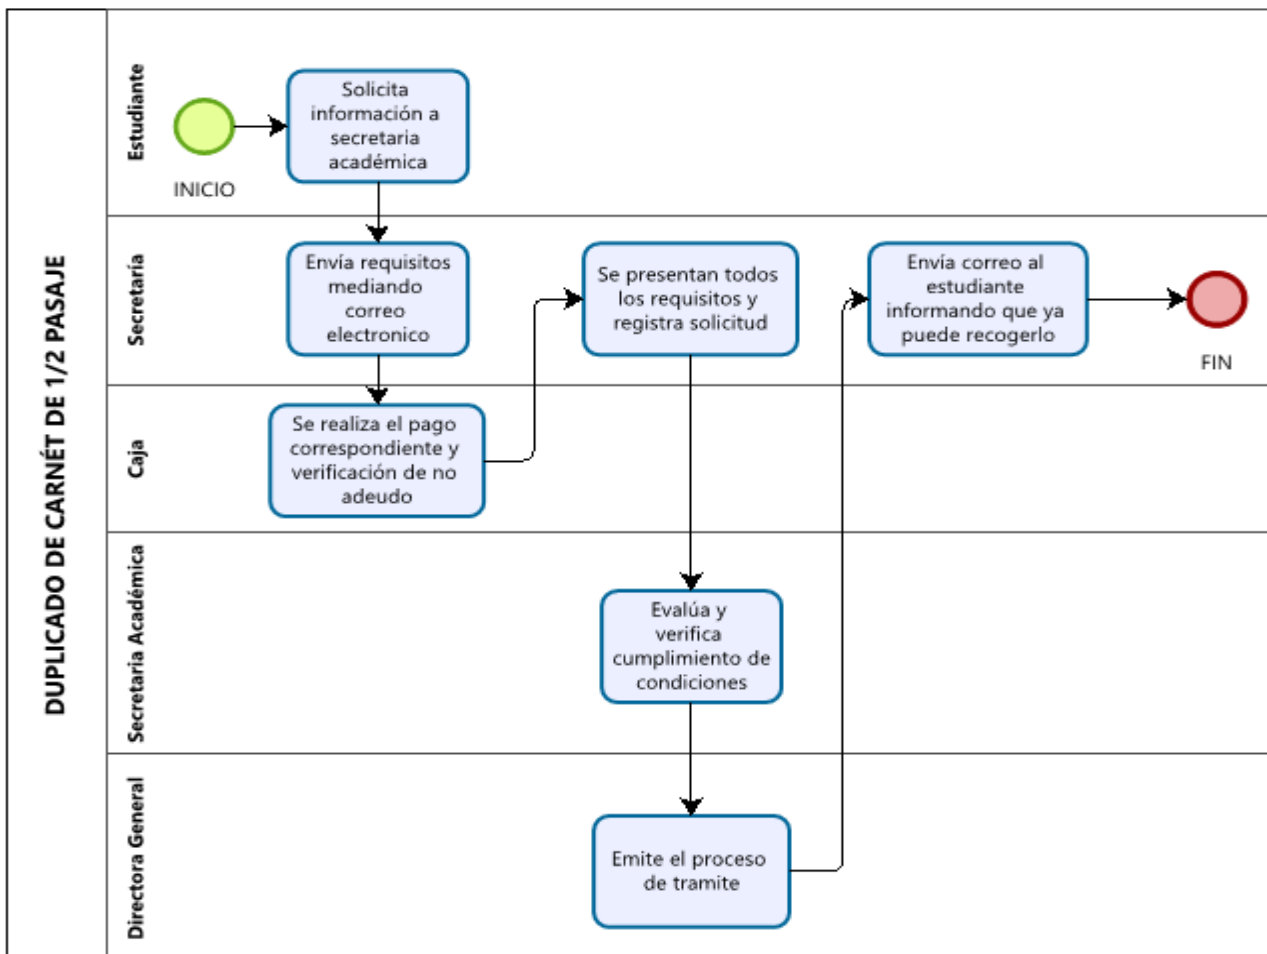 DUPLICADO DE CARNÉT DE 1/2 PASAJE
Estudiante
INICIO
Solicita
información a
secretaria
académica
Secretaría
Envía requisitos
mediando
correo
electronico
Se presentan todos
los requisitos y
registra solicitud
Envía correo al
estudiante
informando que ya
puede recogerlo
FIN
Caja
Se realiza el pago
correspondiente y
verificación de no
adeudo
Secretaria Académica
Evalúa y
verifica
cumplimiento de
condiciones
Directora General
Emite el proceso
de tramite